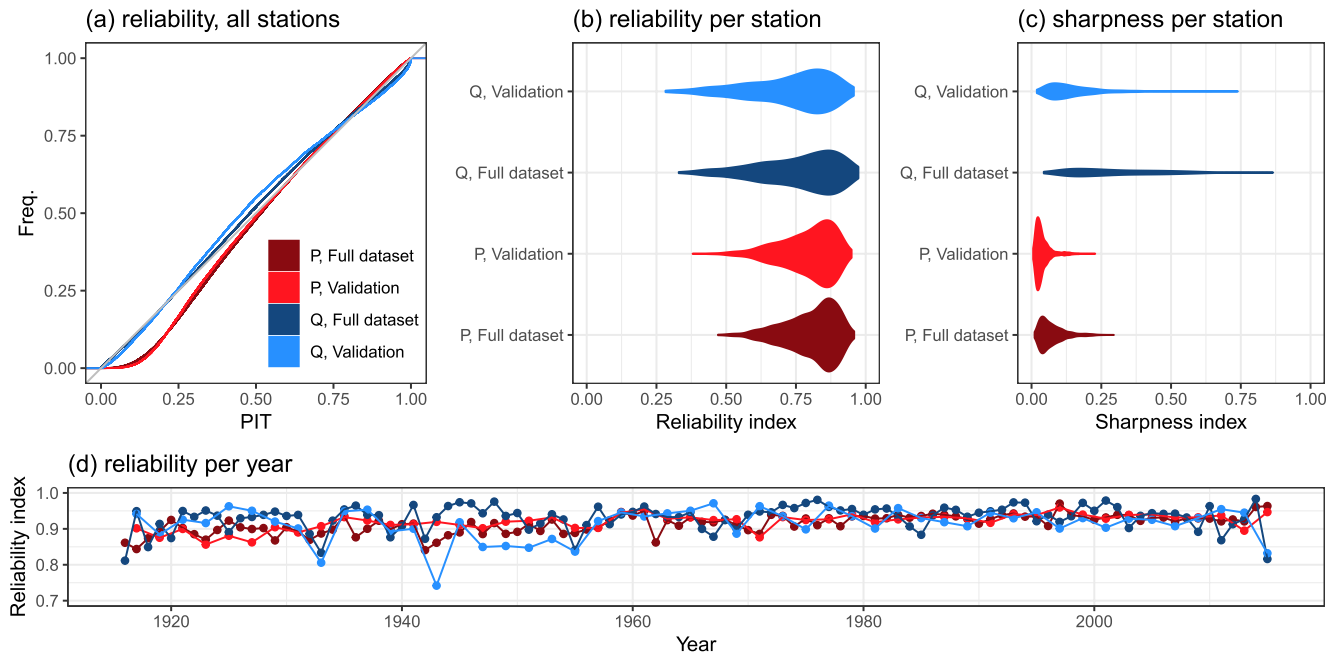 (a) reliability, all stations
1.00
0.75
0.50
0.25
0.00
Freq.
P, Full dataset
P, Validation
Q, Full dataset
Q, Validation
0.00 0.25 0.50 0.75 1.00
PIT
(b) reliability per station
Q, Validation
Q, Full dataset
P, Validation
P, Full dataset
0.00 0.25 0.50 0.75 1.00
Reliability index
(c) sharpness per station
Q, Validation
Q, Full dataset
P, Validation
P, Full dataset
0.00 0.25 0.50 0.75 1.00
Sharpness index
(d) reliability per year
Reliability index
1.0
0.9
0.8
0.7
1920 1940 1960 1980 2000
Year